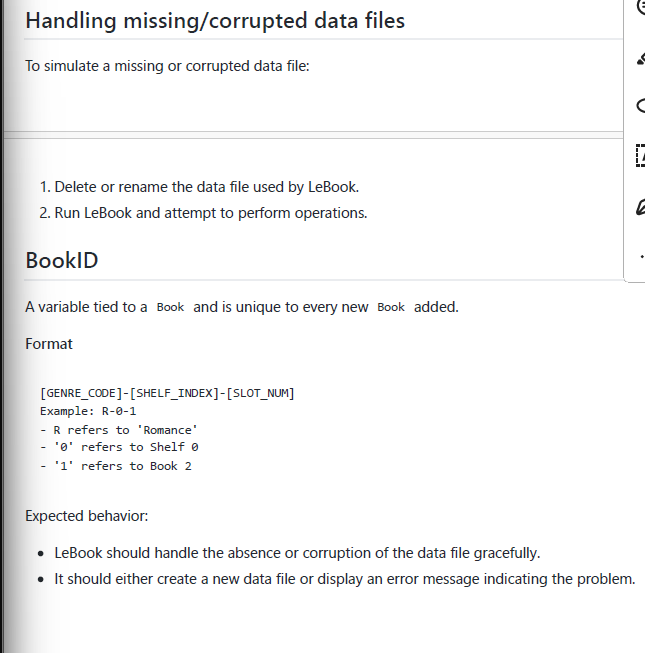 Handling missing/corrupted data files
To simulate a missing or corrupted data file:
1. Delete or rename the data file used by LeBook.
2. Run LeBook and attempt to perform operations.
BookID
A variable tied to a Book and is unique to every new Book added.
Format
[GENRE_CODE]-[SHELF_INDEX]-[SLOT_NUM]
Example: R-0-1
- R refers to 'Romance'
- '0' refers to Shelf 0
- '1' refers to Book 2
Expected behavior:
• LeBook should handle the absence or corruption of the data file gracefully.
• It should either create a new data file or display an error message indicating the problem.